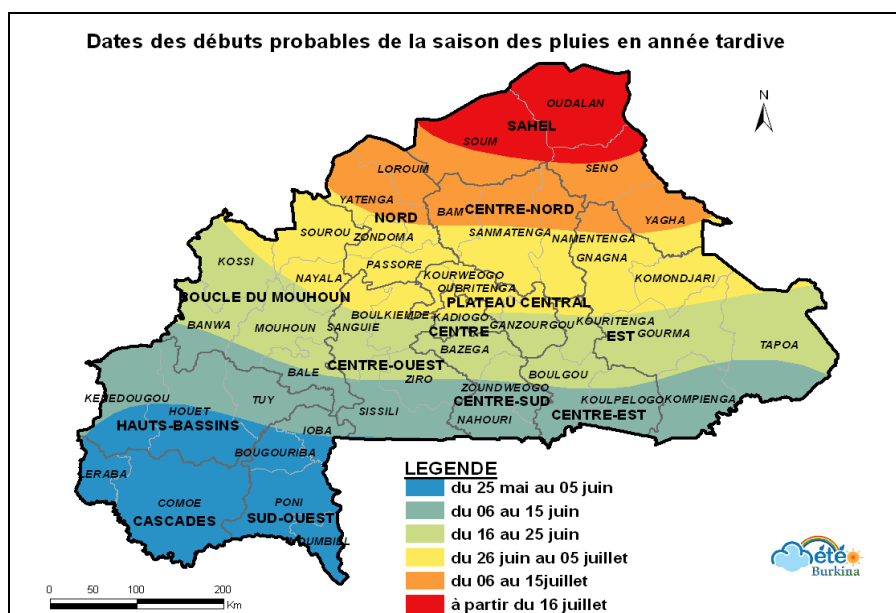 Dates des débuts probables de la saison des pluies en année tardive
N
OUDALAN
SAHEL
SOUM
LOROUM
SENO
YATENGA
BAM
CENTRE-NORD
NORD
YAGHA
SOUROU
ZONDOMA
SANMATENGA
NAMENTENGA
GNAGNA
KOSSI
PASSORE
NAYALA
KOURWEOGO
KOMONDJARI
OUBRITENGA
BOUCLE DU MOUHOUN
PLATEAU CENTRAL
BOULKIEMDE
KADIOGO
BANWA
MOUHOUN
SANGUIE
CENTRE
GANZOURGOU
KOURITENGA
EST
GOURMA
TAPOA
BAZEGA
CENTRE-OUEST
BALE
ZIRO
BOULGOU
ZOUNDWEOGO
KENEDOUGOU
TUY
CENTRE-SUD
KOULPELOGO
KOMPIENGA
HOUET
SISSILI
CENTRE-EST
NAHOURI
HAUTS-BASSINS
IOBA
BOUGOURIBA
LERABA
COMOE
PONI
CASCADES
SUD-OUEST
NOUMBIEL
LEGENDE
du 25 mai au 05 juin
du 06 au 15 juin
du 16 au 25 juin
du 26 juin au 05 juillet
du 06 au 15juillet
à partir du 16 juillet
0 50 100 200
Km
Météo
Burkina